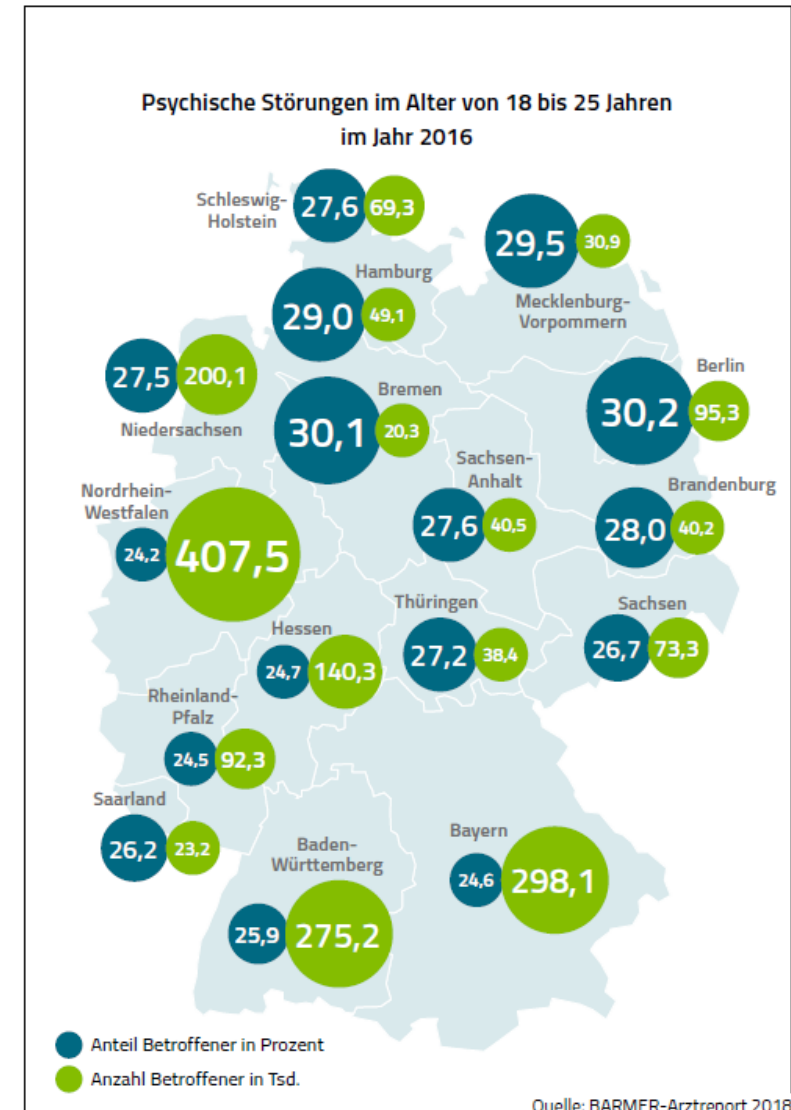 Psychische Störungen im Alter von 18 bis 25 Jahren
im Jahr 2016
Schleswig-
Holstein
27,6
69,3
29,5
30,9
Mecklenburg-
Vorpommern
Hamburg
29,0
49,1
27,5
200,1
Niedersachsen
Bremen
30,1
20,3
Berlin
30,2
95,3
Sachsen-
Anhalt
27,6
40,5
Brandenburg
28,0
40,2
Nordrhein-
Westfalen
24,2
407,5
Thüringen
27,2
38,4
Sachsen
26,7
73,3
Hessen
24,7
140,3
Rheinland-
Pfalz
24,5
92,3
Saarland
26,2
23,2
Baden-
Württemberg
25,9
275,2
Bayern
24,6
298,1
Anteil Betroffener in Prozent
Anzahl Betroffener in Tsd.
Quelle: BARMER-Arztreport 2018